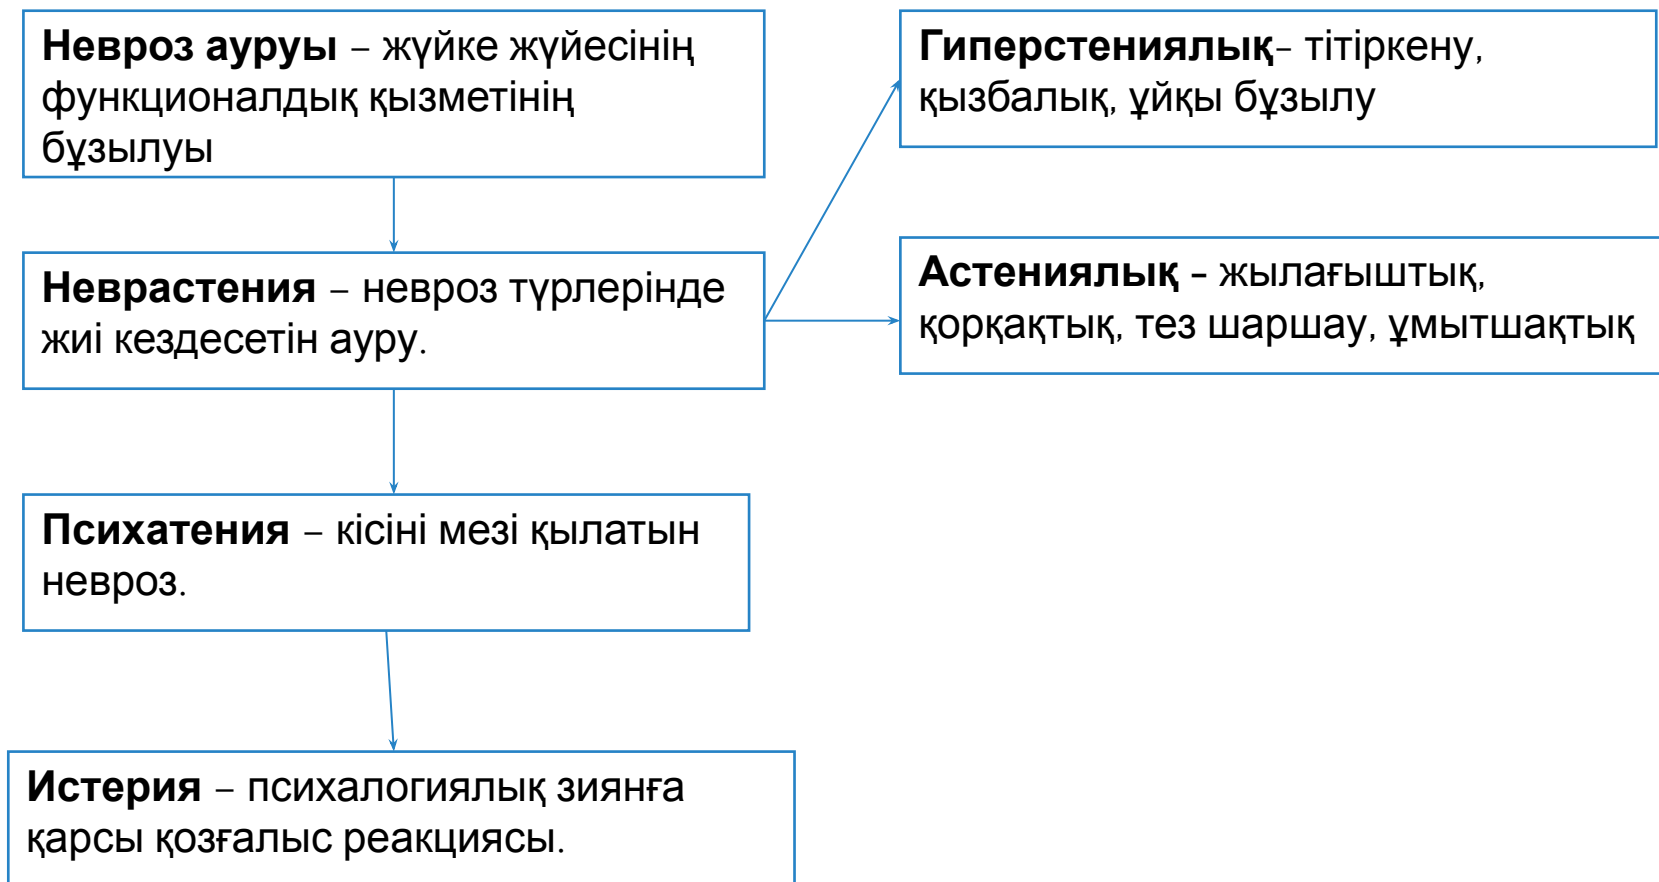 Невроз ауруы – жүйке жүйесінің
функционалдық қызметінің
бұзылуы
Гиперстениялық– тітіркену,
қызбалық, ұйқы бұзылу
Неврастения – невроз түрлерінде
жиі кездесетін ауру.
Астениялық - жылағыштық,
қорқақтық, тез шаршау, ұмытшақтық
Психатения – кісіні мезі қылатын
невроз.
Истерия – психалогиялық зиянға
қарсы қозғалыс реакциясы.